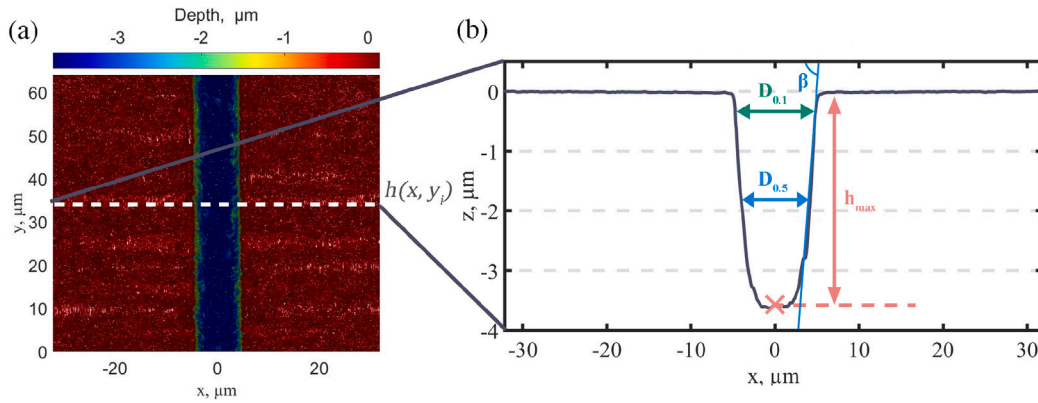 (a)
Depth, μm
-3 -2 -1 0
y, μm
60
50
40
30
20
10
0
-20 0 20
x, μm
h(x, yᵢ)
(b)
z, μm
0
-1
-2
-3
-4
β
D0.1
D0.5
hmax
-30 -20 -10 0 10 20 30
x, μm